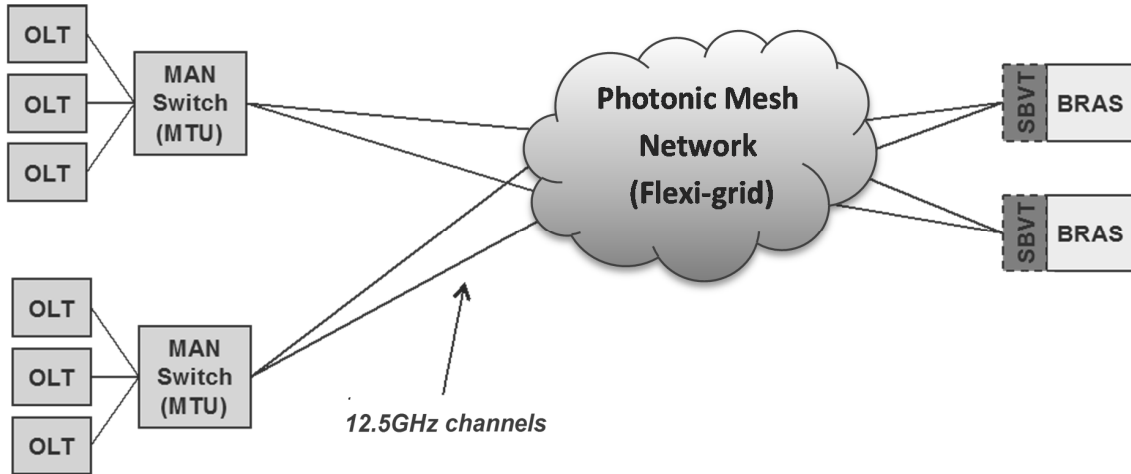 OLT
OLT
OLT
MAN
Switch
(MTU)
Photonic Mesh
Network
(Flexi-grid)
SBVT
BRAS
SBVT
BRAS
OLT
OLT
OLT
MAN
Switch
(MTU)
12.5GHz channels